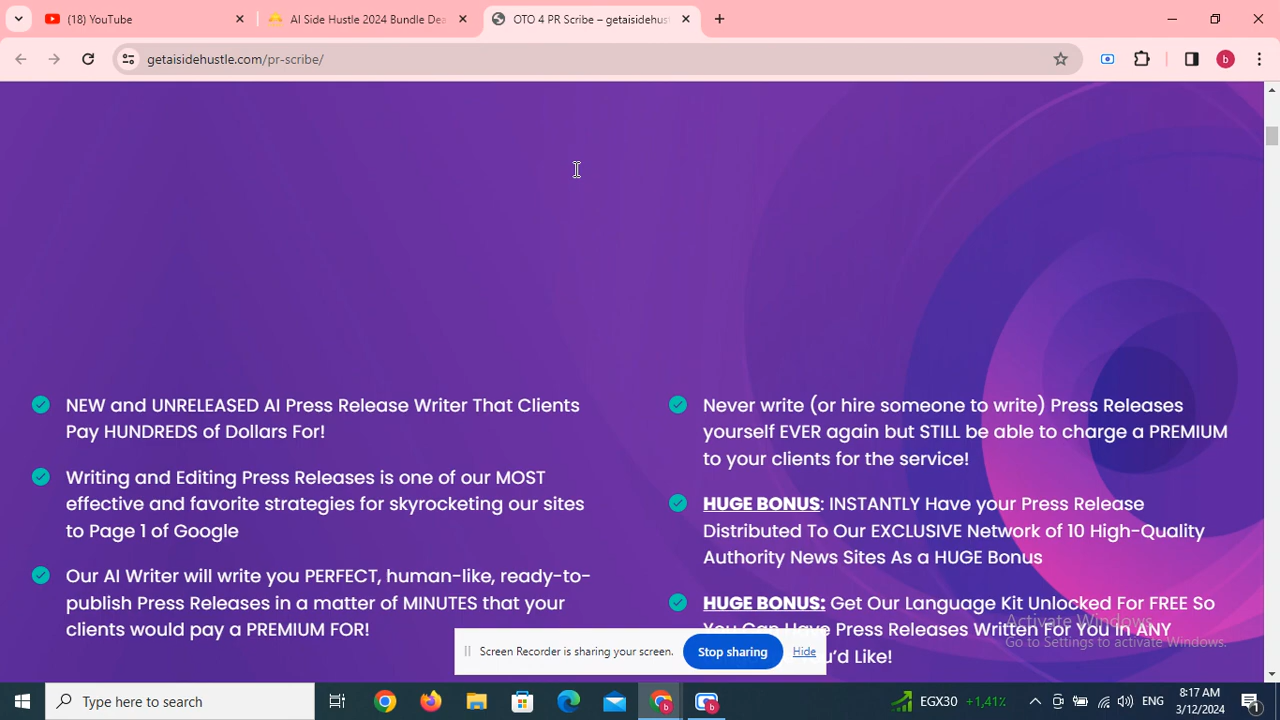 (18) YouTube
AI Side Hustle 2024 Bundle Dea
OTO 4 PR Scribe – getaisidehust
getaisidehustle.com/pr-scribe/
b
NEW and UNRELEASED AI Press Release Writer That Clients
Pay HUNDREDS of Dollars For!
Writing and Editing Press Releases is one of our MOST
effective and favorite strategies for skyrocketing our sites
to Page 1 of Google
Our AI Writer will write you PERFECT, human-like, ready-to-
publish Press Releases in a matter of MINUTES that your
clients would pay a PREMIUM FOR!
Never write (or hire someone to write) Press Releases
yourself EVER again but STILL be able to charge a PREMIUM
to your clients for the service!
HUGE BONUS: INSTANTLY Have your Press Release
Distributed To Our EXCLUSIVE Network of 10 High-Quality
Authority News Sites As a HUGE Bonus
HUGE BONUS: Get Our Language Kit Unlocked For FREE So
You Can Have Press Releases Written For You in ANY
u'd Like!
Activate Windows
Go to Settings to activate Windows.
Screen Recorder is sharing your screen.
Stop sharing
Hide
Type here to search
EGX30 +1,41%
ENG
8:17 AM
3/12/2024